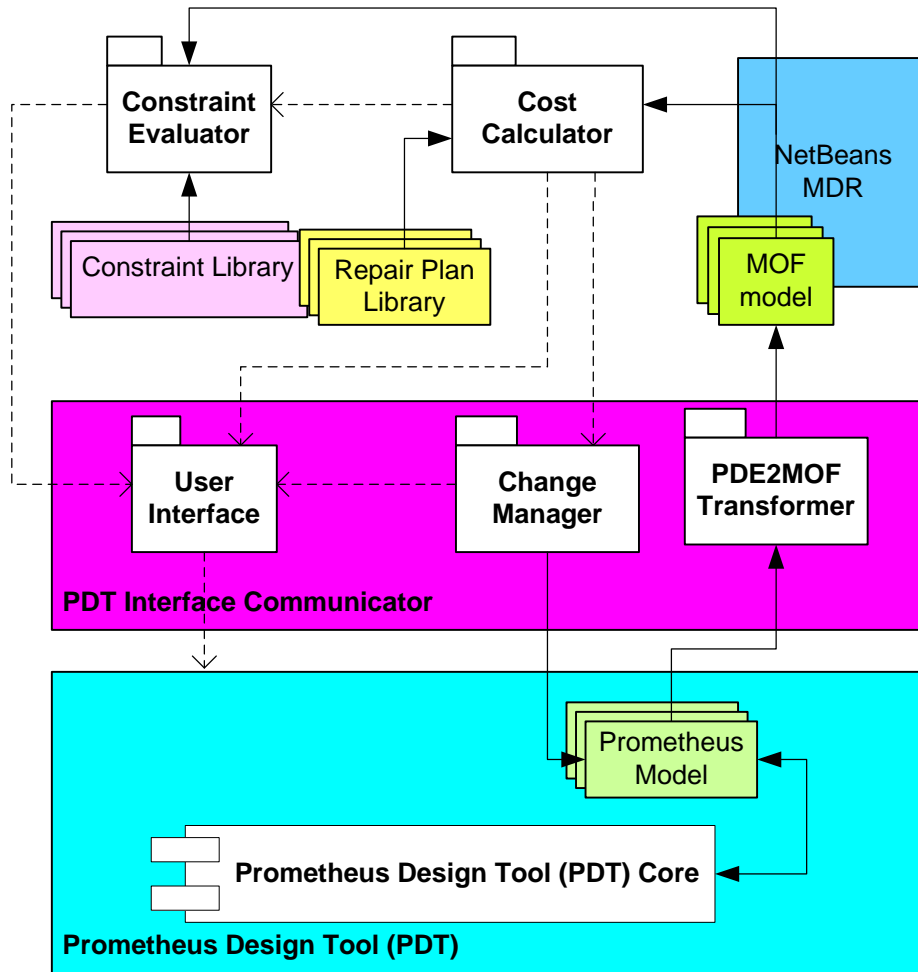 Constraint
Evaluator
Cost
Calculator
NetBeans
MDR
Constraint Library
Repair Plan
Library
MOF
model
User
Interface
Change
Manager
PDE2MOF
Transformer
PDT Interface Communicator
Prometheus
Model
Prometheus Design Tool (PDT) Core
Prometheus Design Tool (PDT)